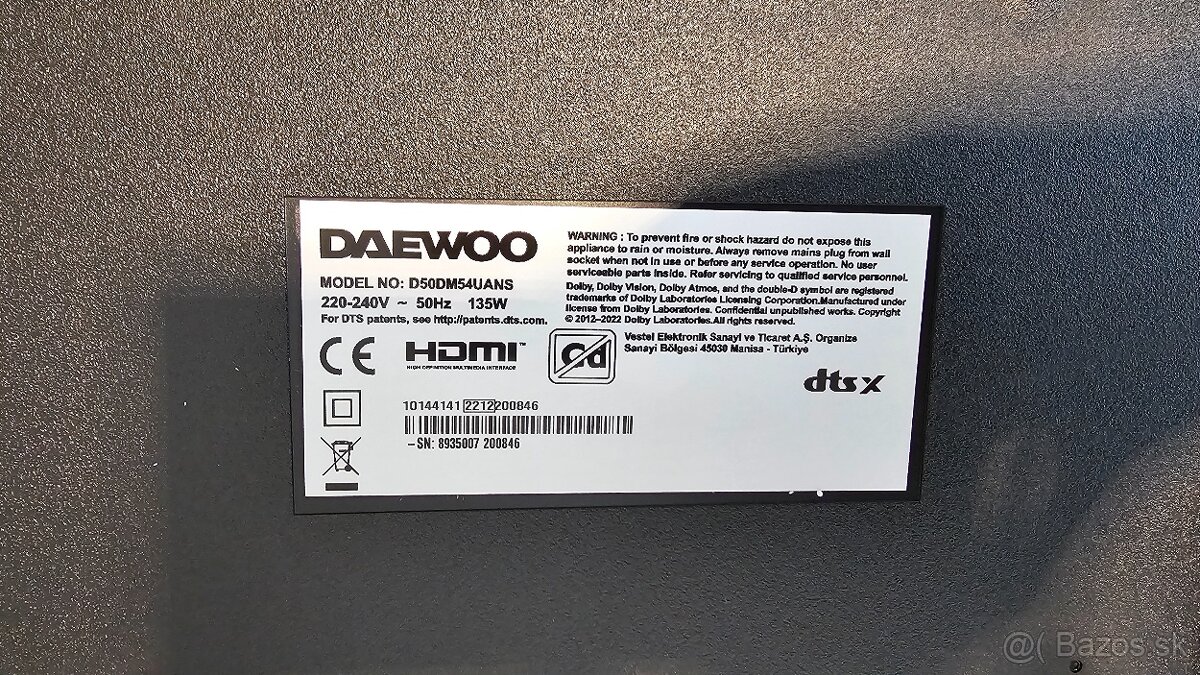 DAEWOO
MODEL NO: D50DM54UANS
220-240V ~ 50Hz 135W
For DTS patents, see http://patents.dts.com.
WARNING : To prevent fire or shock hazard do not expose this
appliance to rain or moisture. Always remove mains plug from wall
socket when not in use or before any service operation. No user
serviceable parts inside. Refer servicing to qualified service personnel.
Dolby, Dolby Vision, Dolby Atmos, and the double-D symbol are registered
trademarks of Dolby Laboratories Licensing Corporation.Manufactured under
license from Dolby Laboratories. Confidential unpublished works. Copyright
© 2012–2022 Dolby Laboratories.All rights reserved.
CE
HDMI™
HIGH DEFINITION MULTIMEDIA INTERFACE
Cd
Vestel Elektronik Sanayi ve Ticaret A.Ş. Organize
Sanayi Bölgesi 45030 Manisa - Türkiye
dts X
10144141 2212 200846
–SN: 8935007 200846
@( Bazos.sk